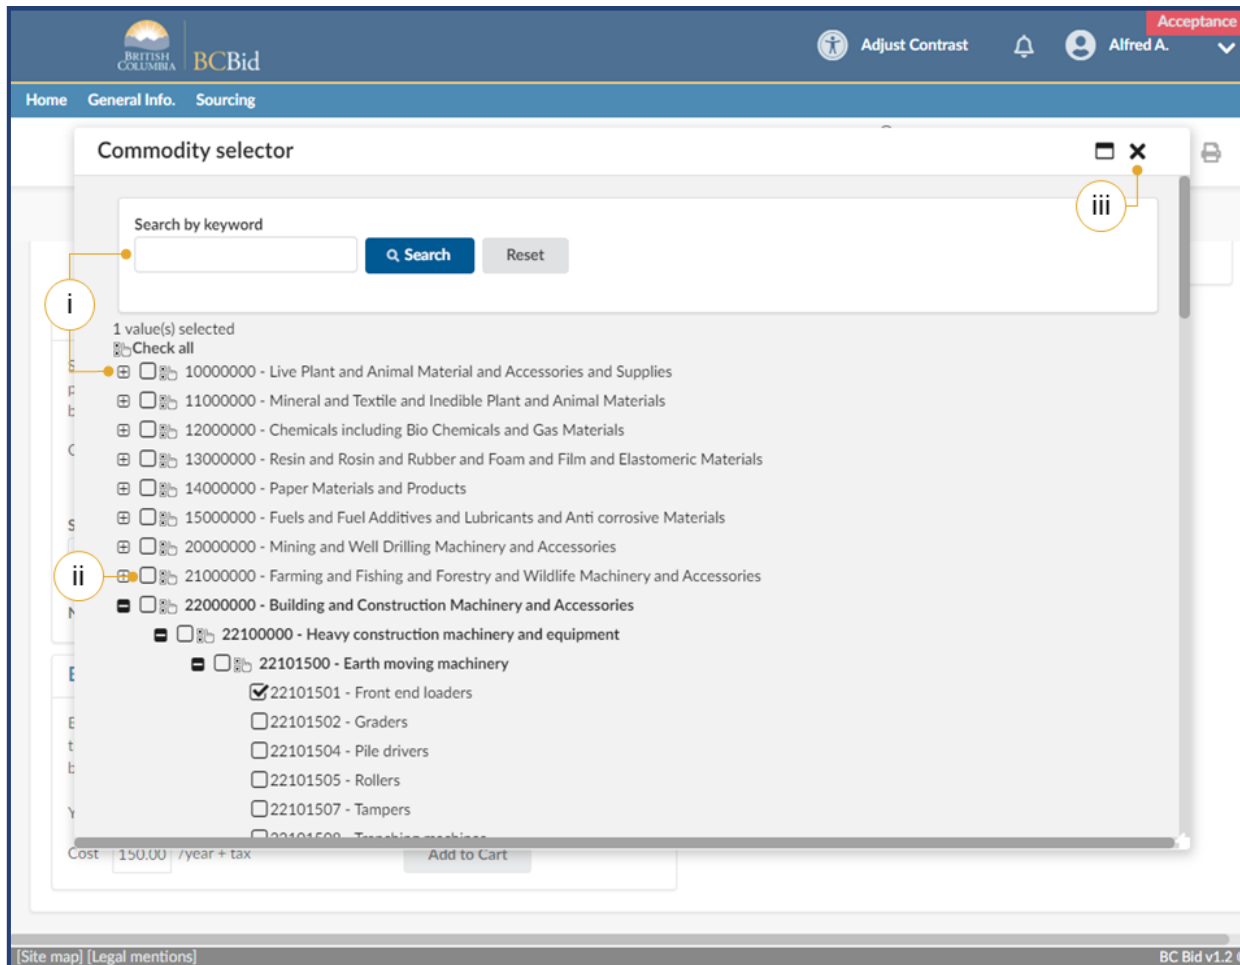 Acceptance
BRITISH COLUMBIA
BCBid
Adjust Contrast
Alfred A.
Home General Info. Sourcing
Commodity selector
iii
Search by keyword
Search Reset
i
1 value(s) selected
Check all
10000000 - Live Plant and Animal Material and Accessories and Supplies
11000000 - Mineral and Textile and Inedible Plant and Animal Materials
12000000 - Chemicals including Bio Chemicals and Gas Materials
13000000 - Resin and Rosin and Rubber and Foam and Film and Elastomeric Materials
14000000 - Paper Materials and Products
15000000 - Fuels and Fuel Additives and Lubricants and Anti corrosive Materials
20000000 - Mining and Well Drilling Machinery and Accessories
ii
21000000 - Farming and Fishing and Forestry and Wildlife Machinery and Accessories
22000000 - Building and Construction Machinery and Accessories
22100000 - Heavy construction machinery and equipment
22101500 - Earth moving machinery
22101501 - Front end loaders
22101502 - Graders
22101504 - Pile drivers
22101505 - Rollers
22101507 - Tampers
Cost 150.00 /year + tax Add to Cart
[Site map] [Legal mentions]
BC Bid v1.2